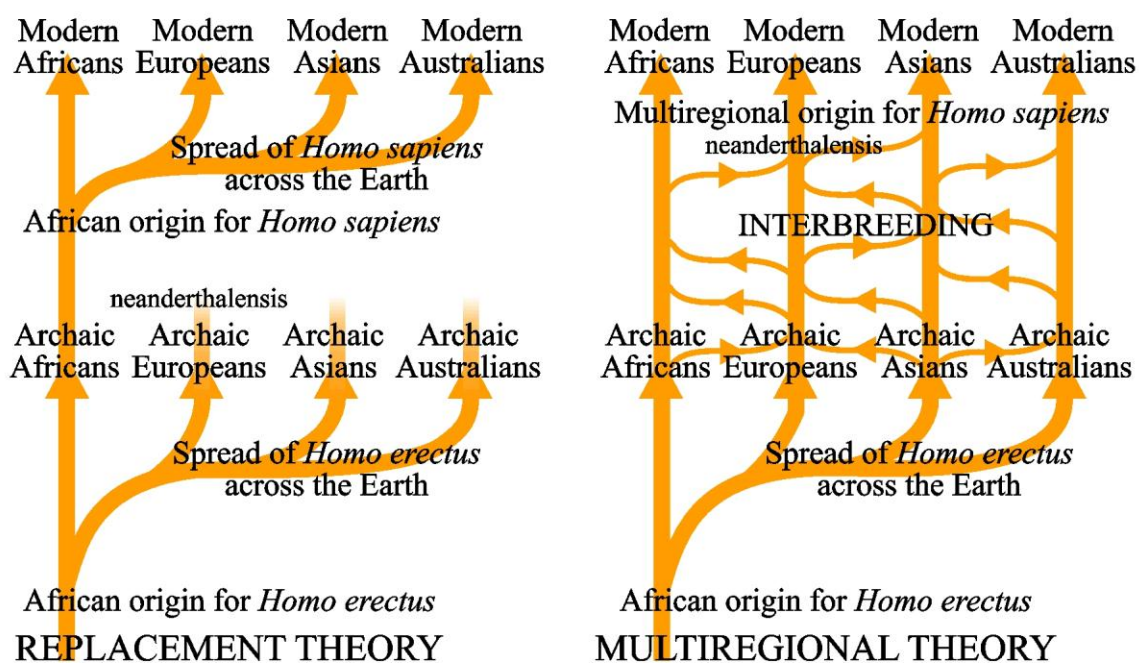 Modern Modern Modern Modern
Africans Europeans Asians Australians
Spread of Homo sapiens
across the Earth
African origin for Homo sapiens
neanderthalensis
Archaic Archaic Archaic Archaic
Africans Europeans Asians Australians
Spread of Homo erectus
across the Earth
African origin for Homo erectus
REPLACEMENT THEORY
Modern Modern Modern Modern
Africans Europeans Asians Australians
Multiregional origin for Homo sapiens
neanderthalensis
INTERBREEDING
Archaic Archaic Archaic Archaic
Africans Europeans Asians Australians
Spread of Homo erectus
across the Earth
African origin for Homo erectus
MULTIREGIONAL THEORY